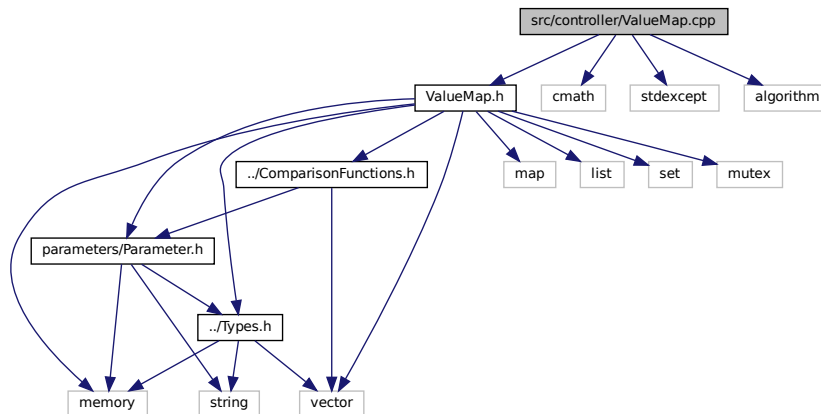 src/controller/ValueMap.cpp
ValueMap.h
cmath
stdexcept
algorithm
../ComparisonFunctions.h
map
list
set
mutex
parameters/Parameter.h
../Types.h
memory
string
vector